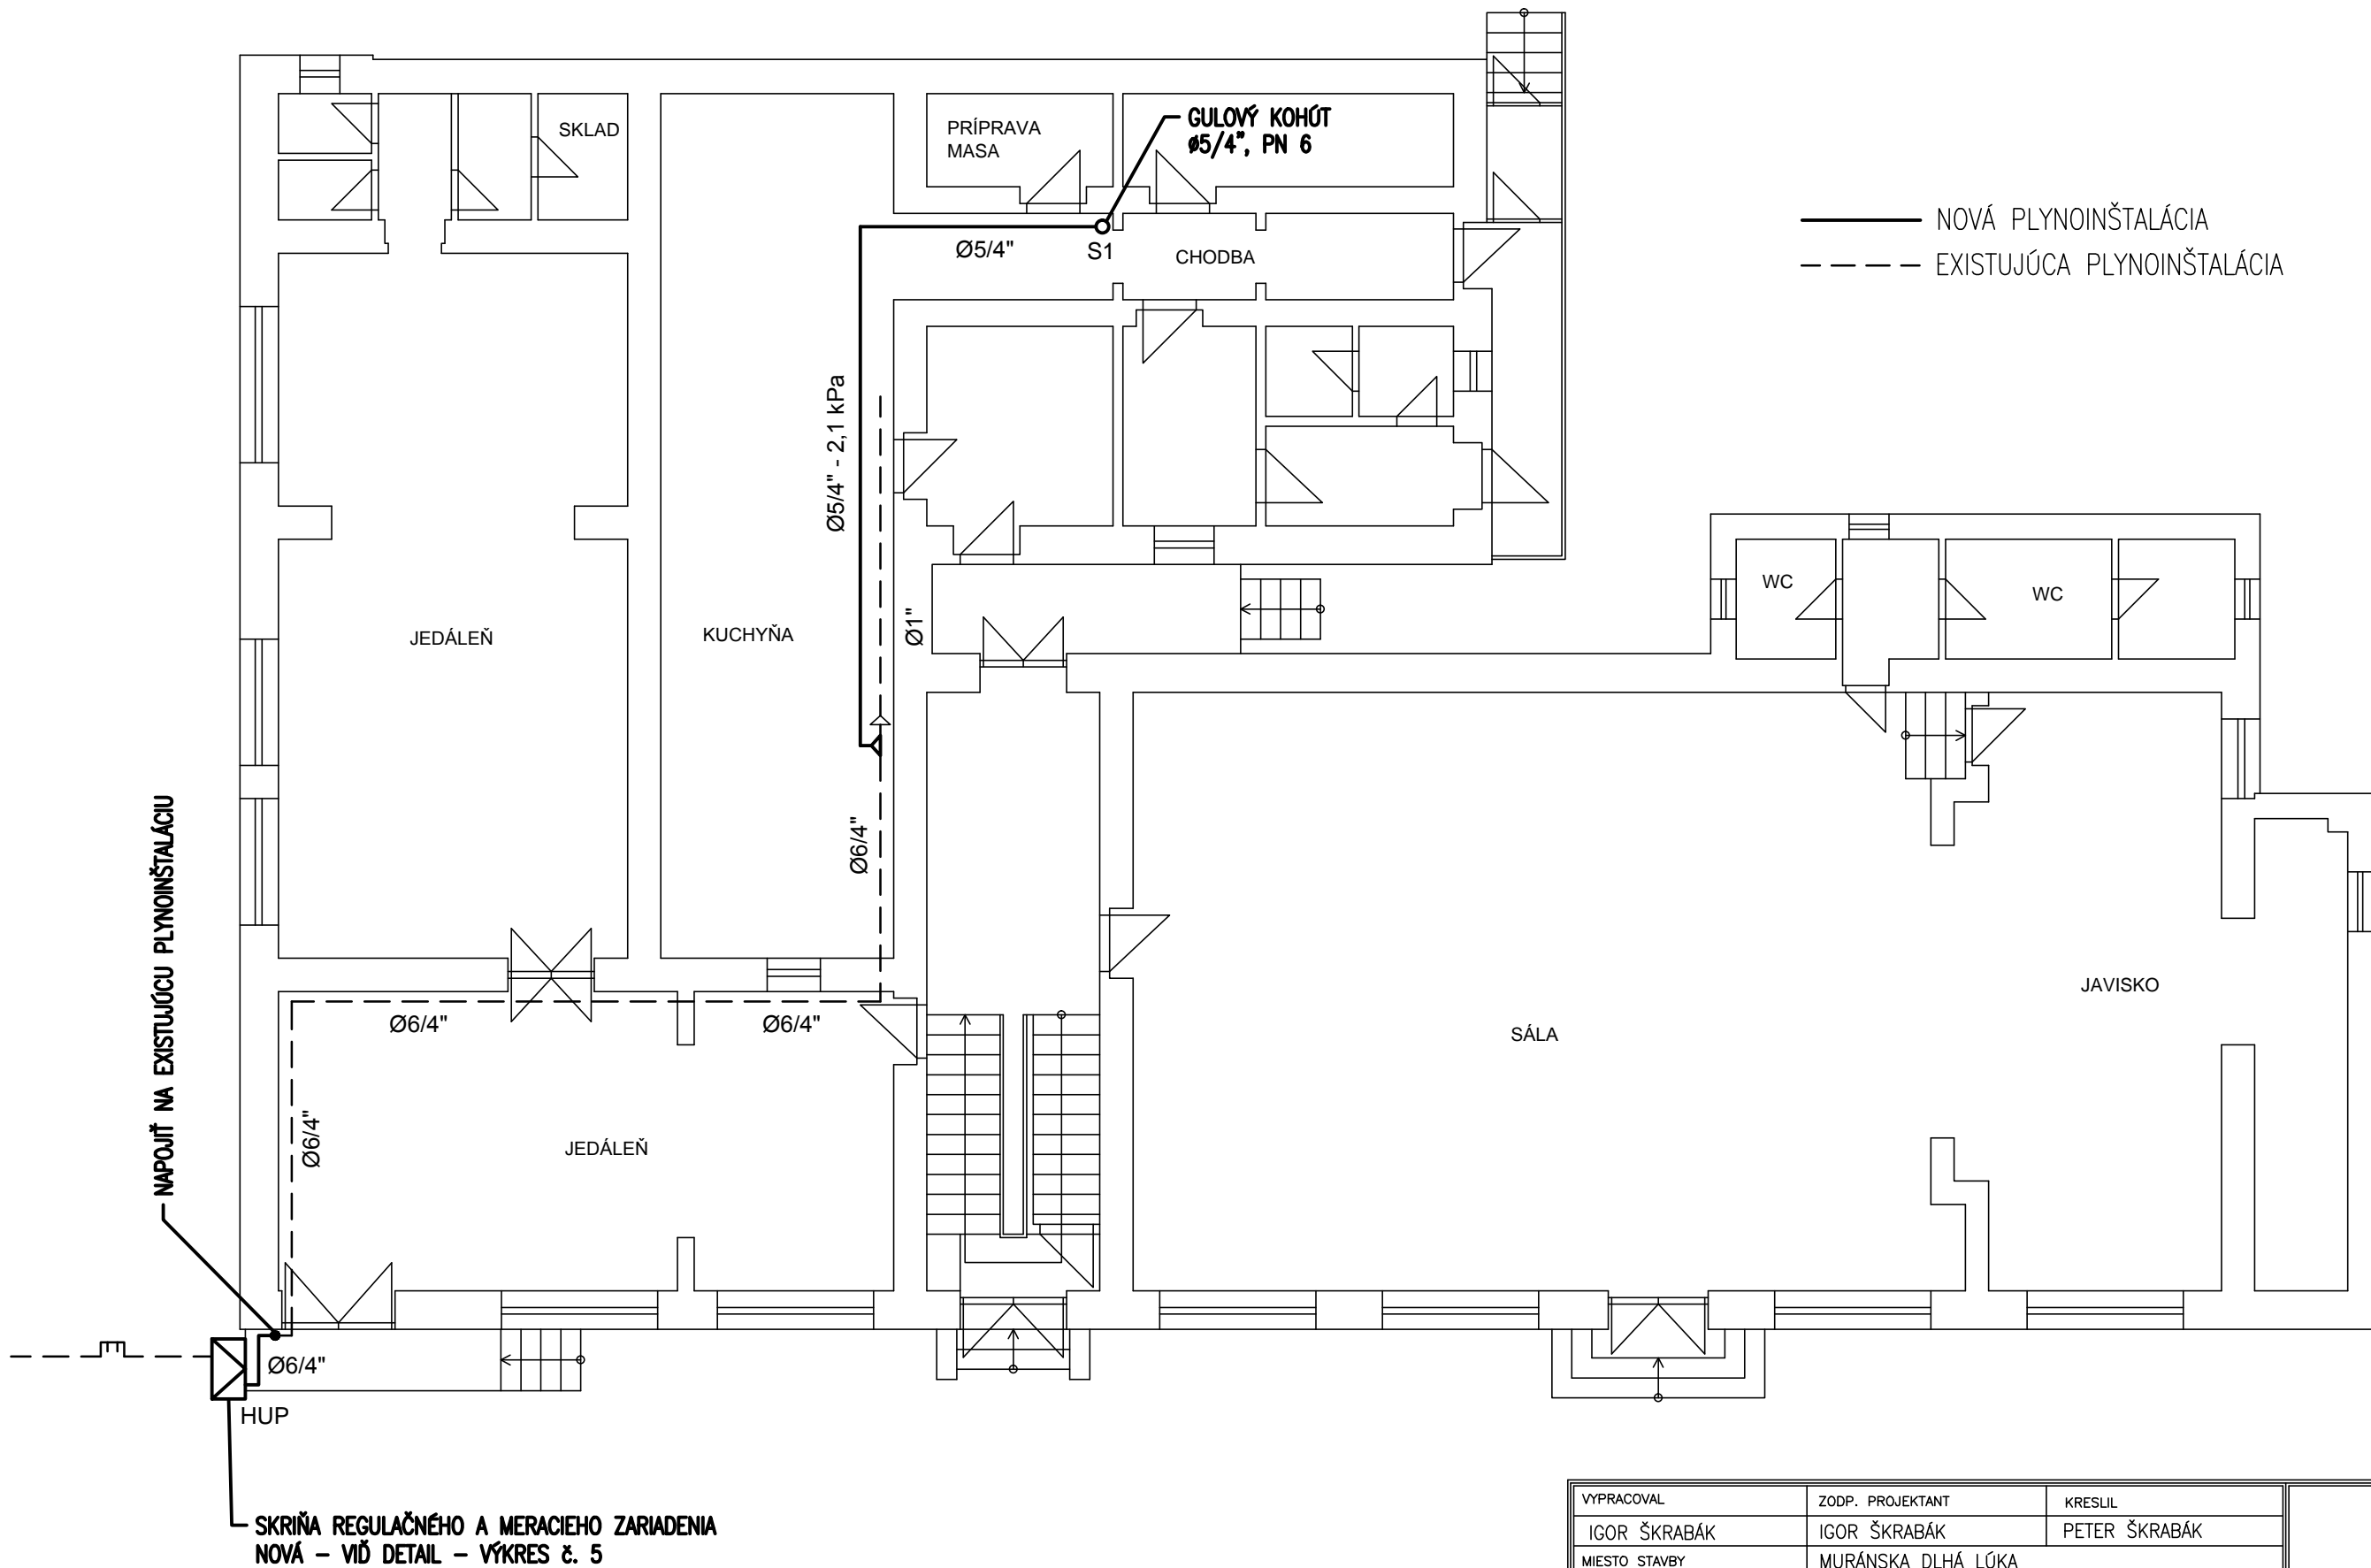 SKLAD
PRÍPRAVA
MASA
GULOVÝ KOHÚT
ø5/4", PN 6
NOVÁ PLYNOINŠTALÁCIA
EXISTUJÚCA PLYNOINŠTALÁCIA
Ø5/4"
S1
CHODBA
Ø5/4" - 2,1 kPa
JEDÁLEŇ
KUCHYŇA
Ø1"
WC
WC
Ø6/4"
NAPOJIŤ NA EXISTUJÚCU PLYNOINŠTALÁCIU
JAVISKO
SÁLA
Ø6/4"
Ø6/4"
Ø6/4"
JEDÁLEŇ
Ø6/4"
HUP
SKRIŇA REGULAČNÉHO A MERACIEHO ZARIADENIA
NOVÁ – VIĎ DETAIL – VÝKRES č. 5
VYPRACOVAL
ZODP. PROJEKTANT
KRESLIL
IGOR ŠKRABÁK
IGOR ŠKRABÁK
PETER ŠKRABÁK
MIESTO STAVBY
MURÁNSKA DLHÁ LÚKA